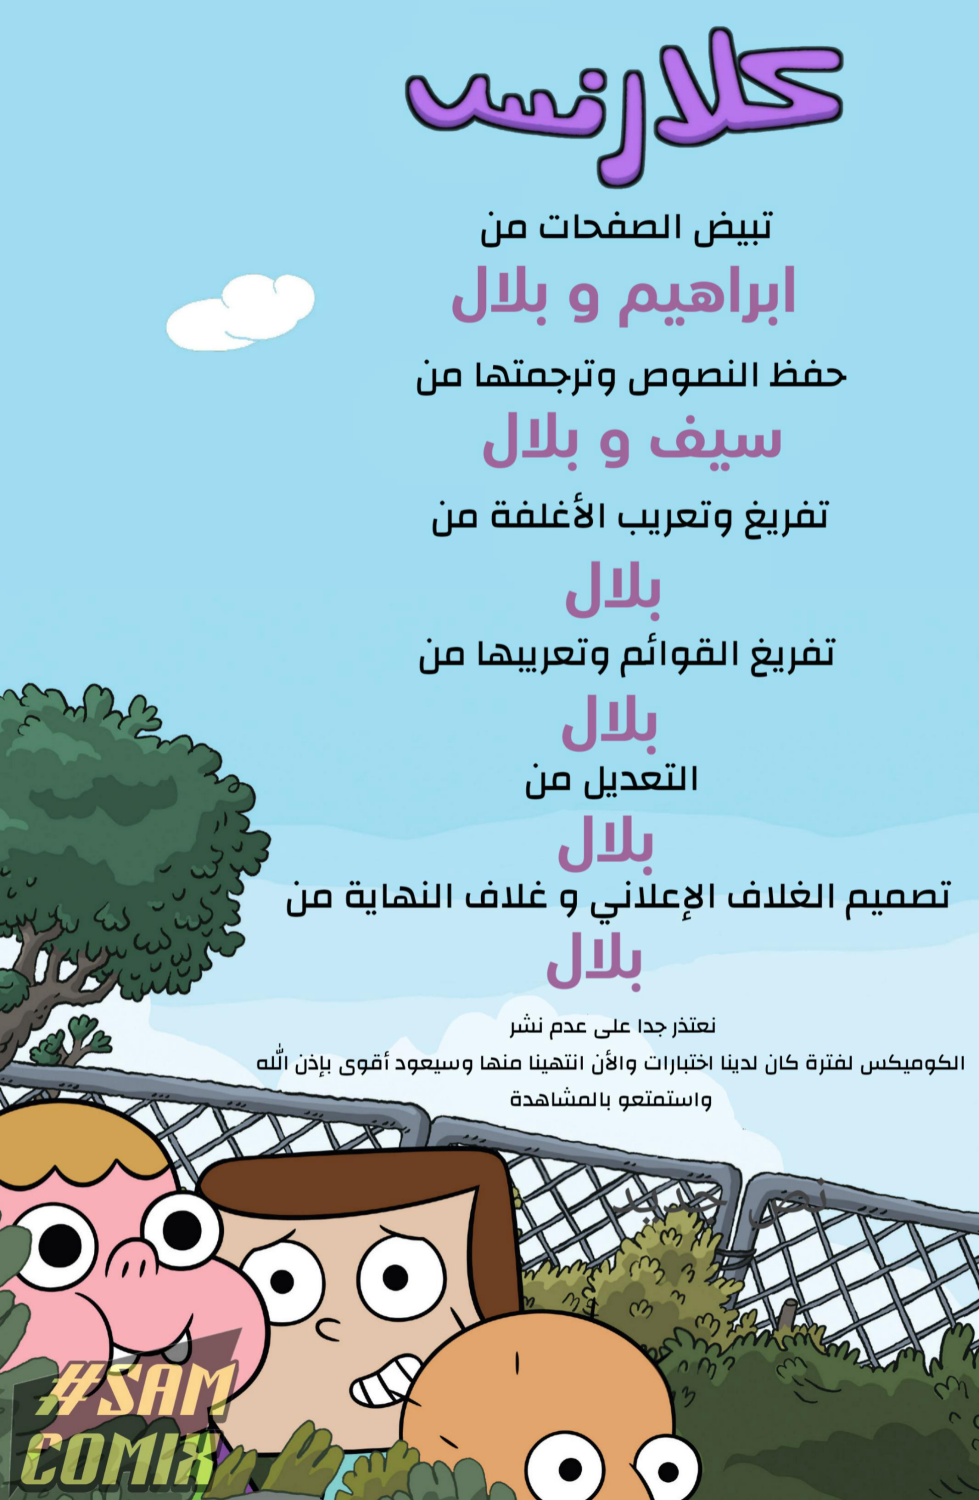 كلارنس
تبيض الصفحات من
ابراهيم و بلال
حفظ النصوص وترجمتها من
سيف و بلال
تفريغ وتعريب الأغلفة من
بلال
تفريغ القوائم وتعريبها من
بلال
التعديل من
بلال
تصميم الغلاف الإعلاني و غلاف النهاية من
بلال
نعتذر جدا على عدم نشر
الكوميكس لفترة كان لدينا اختبارات والأن انتهينا منها وسيعود أقوى بإذن الله
واستمتعو بالمشاهدة
نص جديد
#SAM
COMIX